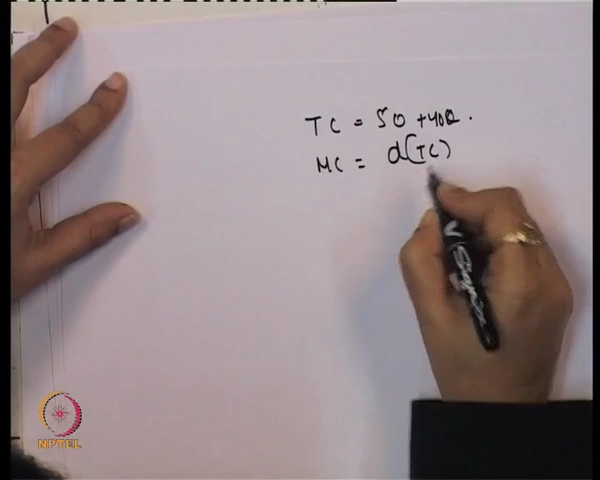 TC = 50 + 40Q.
MC = d(TC)
NPTEL